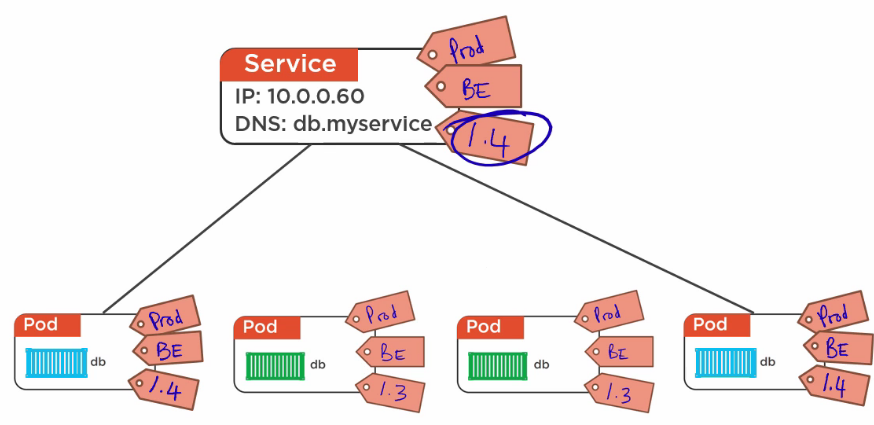 Service
IP: 10.0.0.60
DNS: db.myservice
Prod
BE
1.4
Pod
db
Prod
BE
1.4
Pod
db
Prod
BE
1.3
Pod
db
Prod
BE
1.3
Pod
db
Prod
BE
1.4